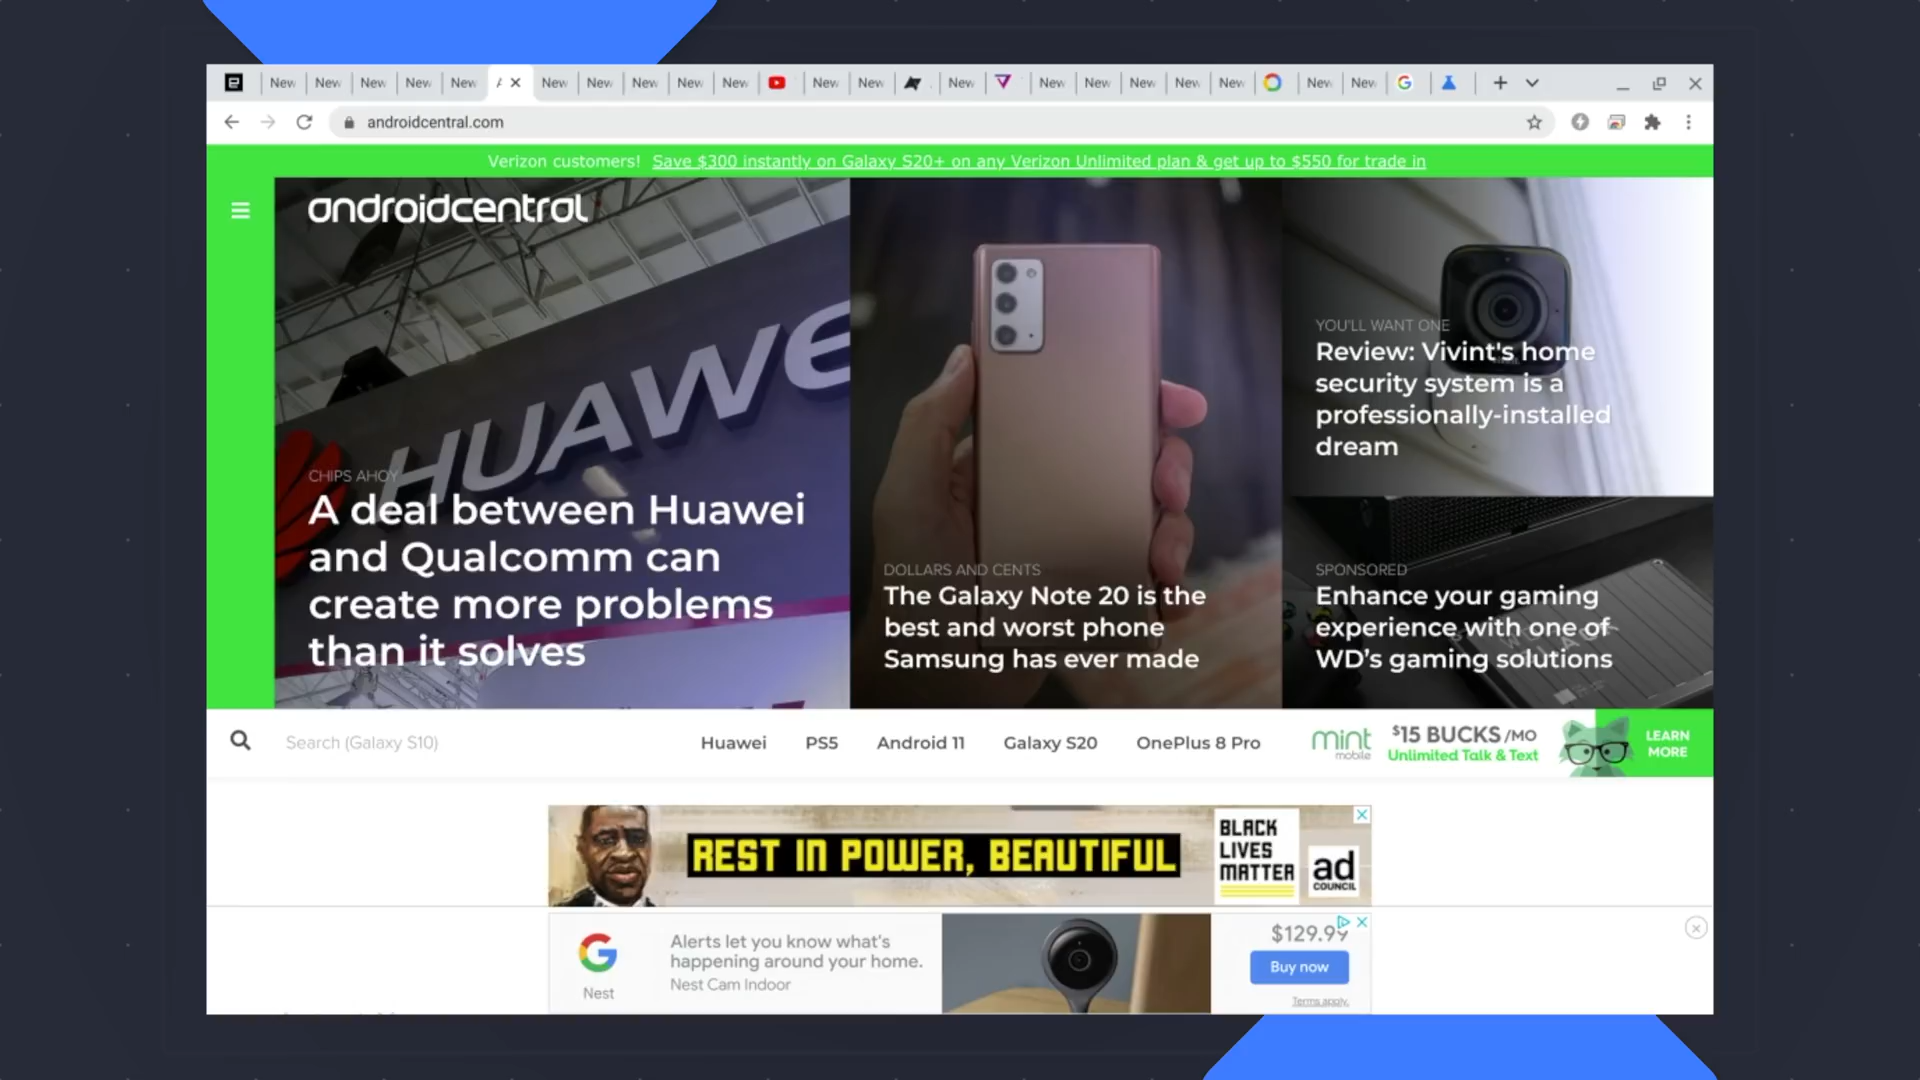 New New New New New New New New New New New New New New New New New New New New New
androidcentral.com
Verizon customers! Save $300 instantly on Galaxy S20+ on any Verizon Unlimited plan & get up to $550 for trade in
androidcentral
HUAWE
CHIPS AHOY
A deal between Huawei
and Qualcomm can
create more problems
than it solves
DOLLARS AND CENTS
The Galaxy Note 20 is the
best and worst phone
Samsung has ever made
YOU'LL WANT ONE
Review: Vivint's home
security system is a
professionally-installed
dream
SPONSORED
Enhance your gaming
experience with one of
WD’s gaming solutions
Search (Galaxy S10)
Huawei PS5 Android 11 Galaxy S20 OnePlus 8 Pro
mint
mobile
$15 BUCKS /MO
Unlimited Talk & Text
LEARN
MORE
REST IN POWER, BEAUTIFUL
BLACK
LIVES
MATTER
ad
COUNCIL
Nest
Alerts let you know what's
happening around your home.
Nest Cam Indoor
$129.99
Buy now
Terms apply.